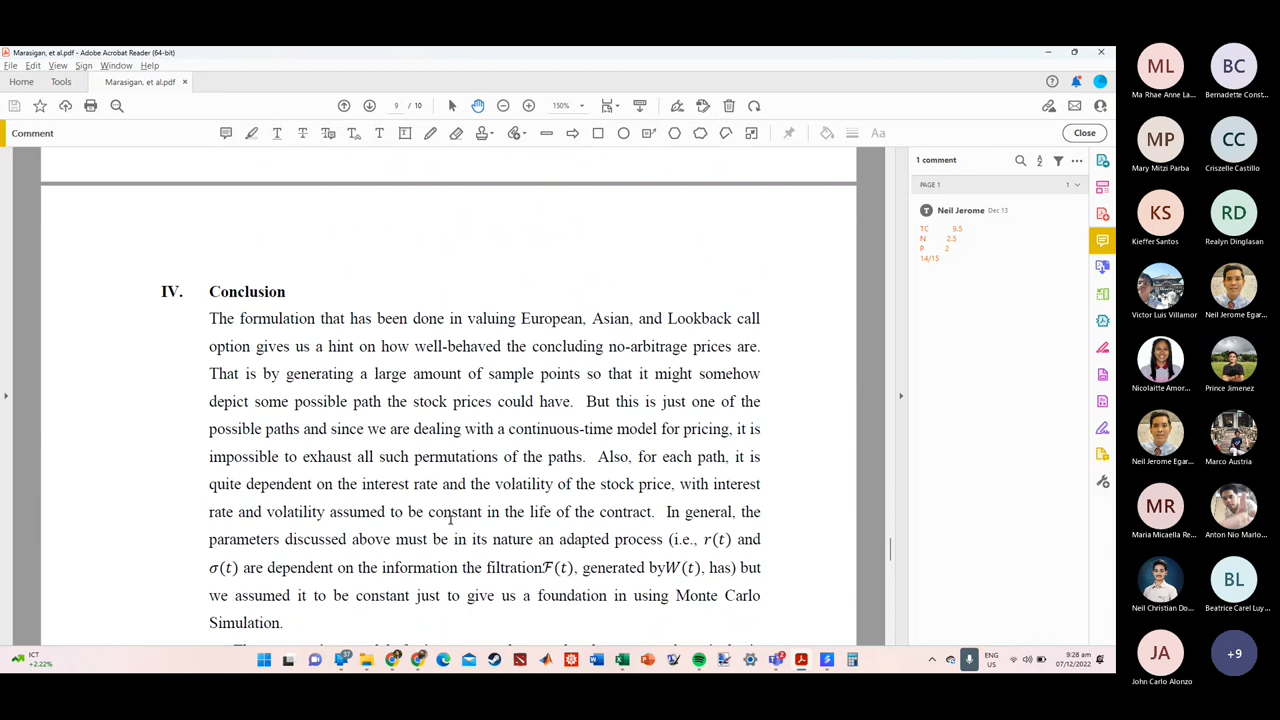 Marasigan, et al.pdf - Adobe Acrobat Reader (64-bit)
File Edit View Sign Window Help
Home Tools Marasigan, et al.pdf ×
9 / 10 150%
Comment Close
IV. Conclusion
The formulation that has been done in valuing European, Asian, and Lookback call
option gives us a hint on how well-behaved the concluding no-arbitrage prices are.
That is by generating a large amount of sample points so that it might somehow
depict some possible path the stock prices could have. But this is just one of the
possible paths and since we are dealing with a continuous-time model for pricing, it is
impossible to exhaust all such permutations of the paths. Also, for each path, it is
quite dependent on the interest rate and the volatility of the stock price, with interest
rate and volatility assumed to be constant in the life of the contract. In general, the
parameters discussed above must be in its nature an adapted process (i.e., r(t) and
σ(t) are dependent on the information the filtrationℱ(t), generated byW(t), has) but
we assumed it to be constant just to give us a foundation in using Monte Carlo
Simulation.
1 comment
PAGE 1 1
T Neil Jerome Dec 13
TC 9.5
N 2.5
P 2
14/15
ICT
+2.22%
37
2
ENG
US
9:28 am
07/12/2022
ML BC
Ma Rhae Anne La... Bernadette Const...
MP CC
Mary Mitzi Parba Criszelle Castillo
KS RD
Kieffer Santos Realyn Dinglasan
Victor Luis Villamor Neil Jerome Egar...
Nicolaitte Amor... Prince Jimenez
Neil Jerome Egar... Marco Austria
MR
Maria Micaella Re... Anton Nio Marlo...
BL
Neil Christian Do... Beatrice Carel Luy...
JA +9
John Carlo Alonzo